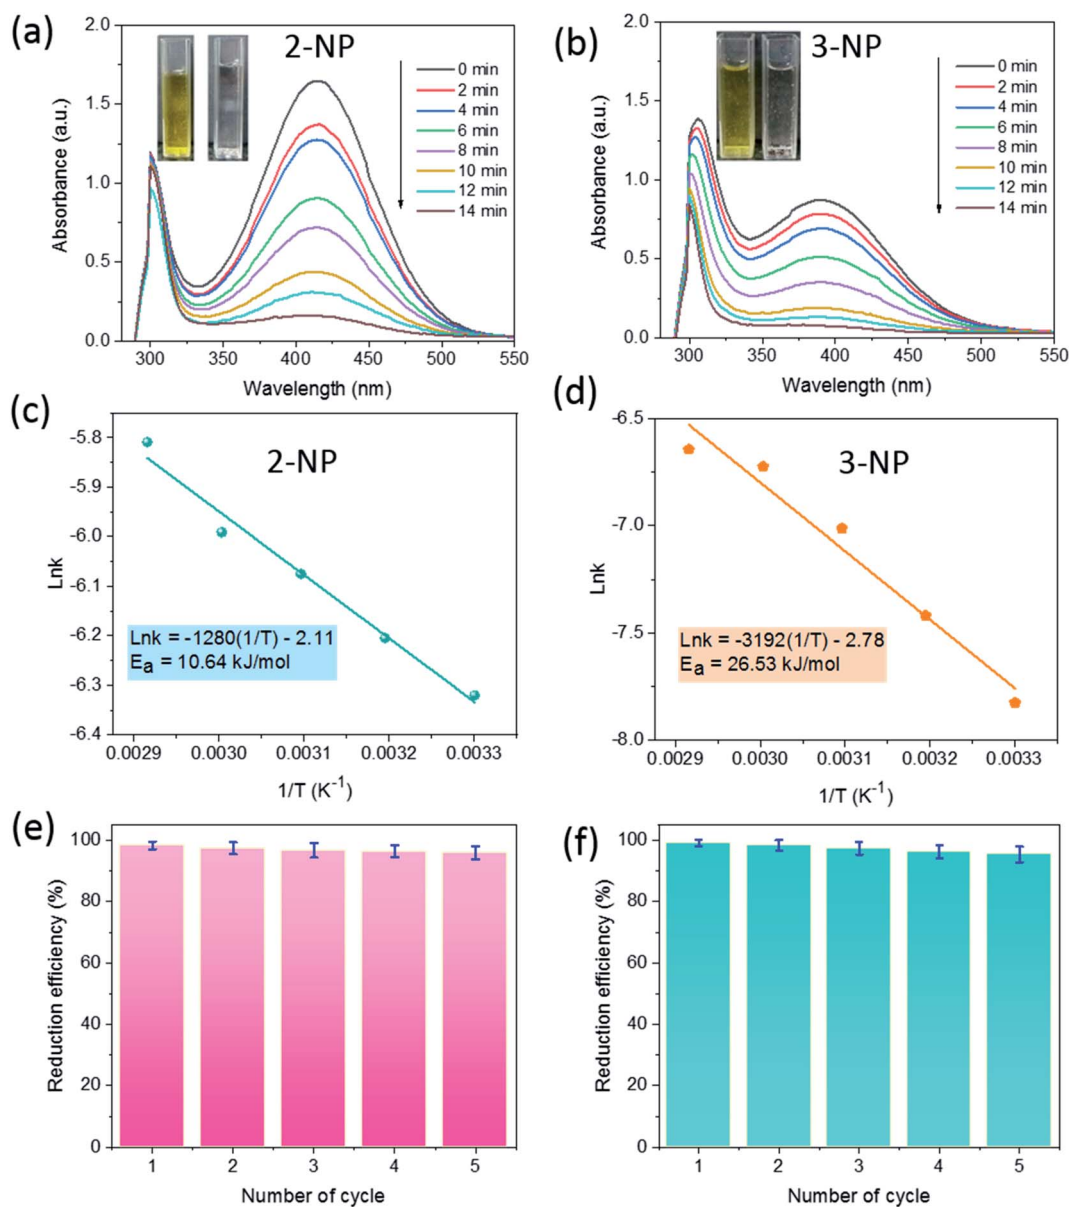 (a)
2-NP
2.0
1.5
1.0
0.5
0.0
Absorbance (a.u.)
0 min
2 min
4 min
6 min
8 min
10 min
12 min
14 min
300 350 400 450 500 550
Wavelength (nm)
(b)
3-NP
2.0
1.5
1.0
0.5
0.0
Absorbance (a.u.)
0 min
2 min
4 min
6 min
8 min
10 min
12 min
14 min
300 350 400 450 500 550
Wavelength (nm)
(c)
2-NP
-5.8
-5.9
-6.0
-6.1
-6.2
-6.3
-6.4
Lnk
Lnk = -1280(1/T) - 2.11
Ea = 10.64 kJ/mol
0.0029 0.0030 0.0031 0.0032 0.0033
1/T (K-1)
(d)
3-NP
-6.5
-7.0
-7.5
-8.0
Lnk
Lnk = -3192(1/T) - 2.78
Ea = 26.53 kJ/mol
0.0029 0.0030 0.0031 0.0032 0.0033
1/T (K-1)
(e)
100
80
60
40
20
0
Reduction efficiency (%)
1 2 3 4 5
Number of cycle
(f)
100
80
60
40
20
0
Reduction efficiency (%)
1 2 3 4 5
Number of cycle